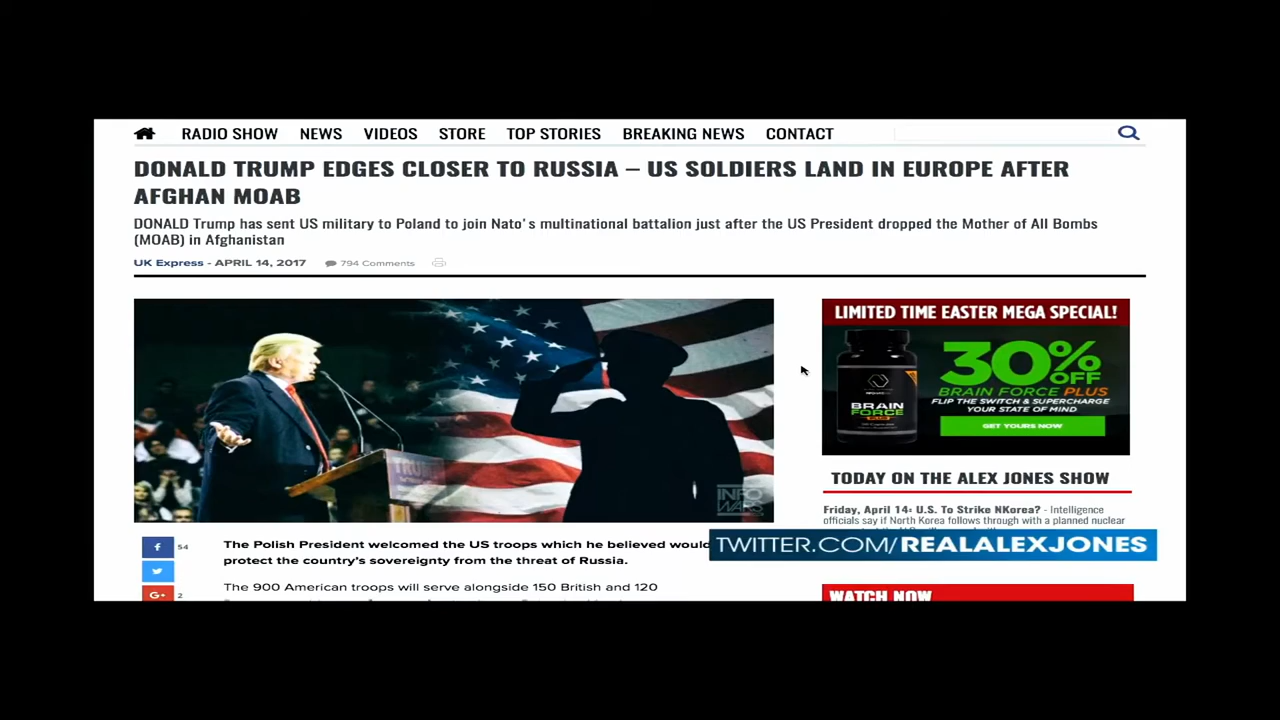 RADIO SHOW NEWS VIDEOS STORE TOP STORIES BREAKING NEWS CONTACT
DONALD TRUMP EDGES CLOSER TO RUSSIA – US SOLDIERS LAND IN EUROPE AFTER
AFGHAN MOAB
DONALD Trump has sent US military to Poland to join Nato's multinational battalion just after the US President dropped the Mother of All Bombs
(MOAB) in Afghanistan
UK Express - APRIL 14, 2017 794 Comments
TRUMP
INFO
WARS
LIMITED TIME EASTER MEGA SPECIAL!
30% OFF
BRAIN FORCE PLUS
FLIP THE SWITCH & SUPERCHARGE
YOUR STATE OF MIND
GET YOURS NOW
BRAIN
FORCE
PLUS
TODAY ON THE ALEX JONES SHOW
Friday, April 14: U.S. To Strike NKorea? - Intelligence
officials say if North Korea follows through with a planned nuclear
f 54
G+ 2
The Polish President welcomed the US troops which he believed would
protect the country's sovereignty from the threat of Russia.
The 900 American troops will serve alongside 150 British and 120
TWITTER.COM/REALALEXJONES
WATCH NOW